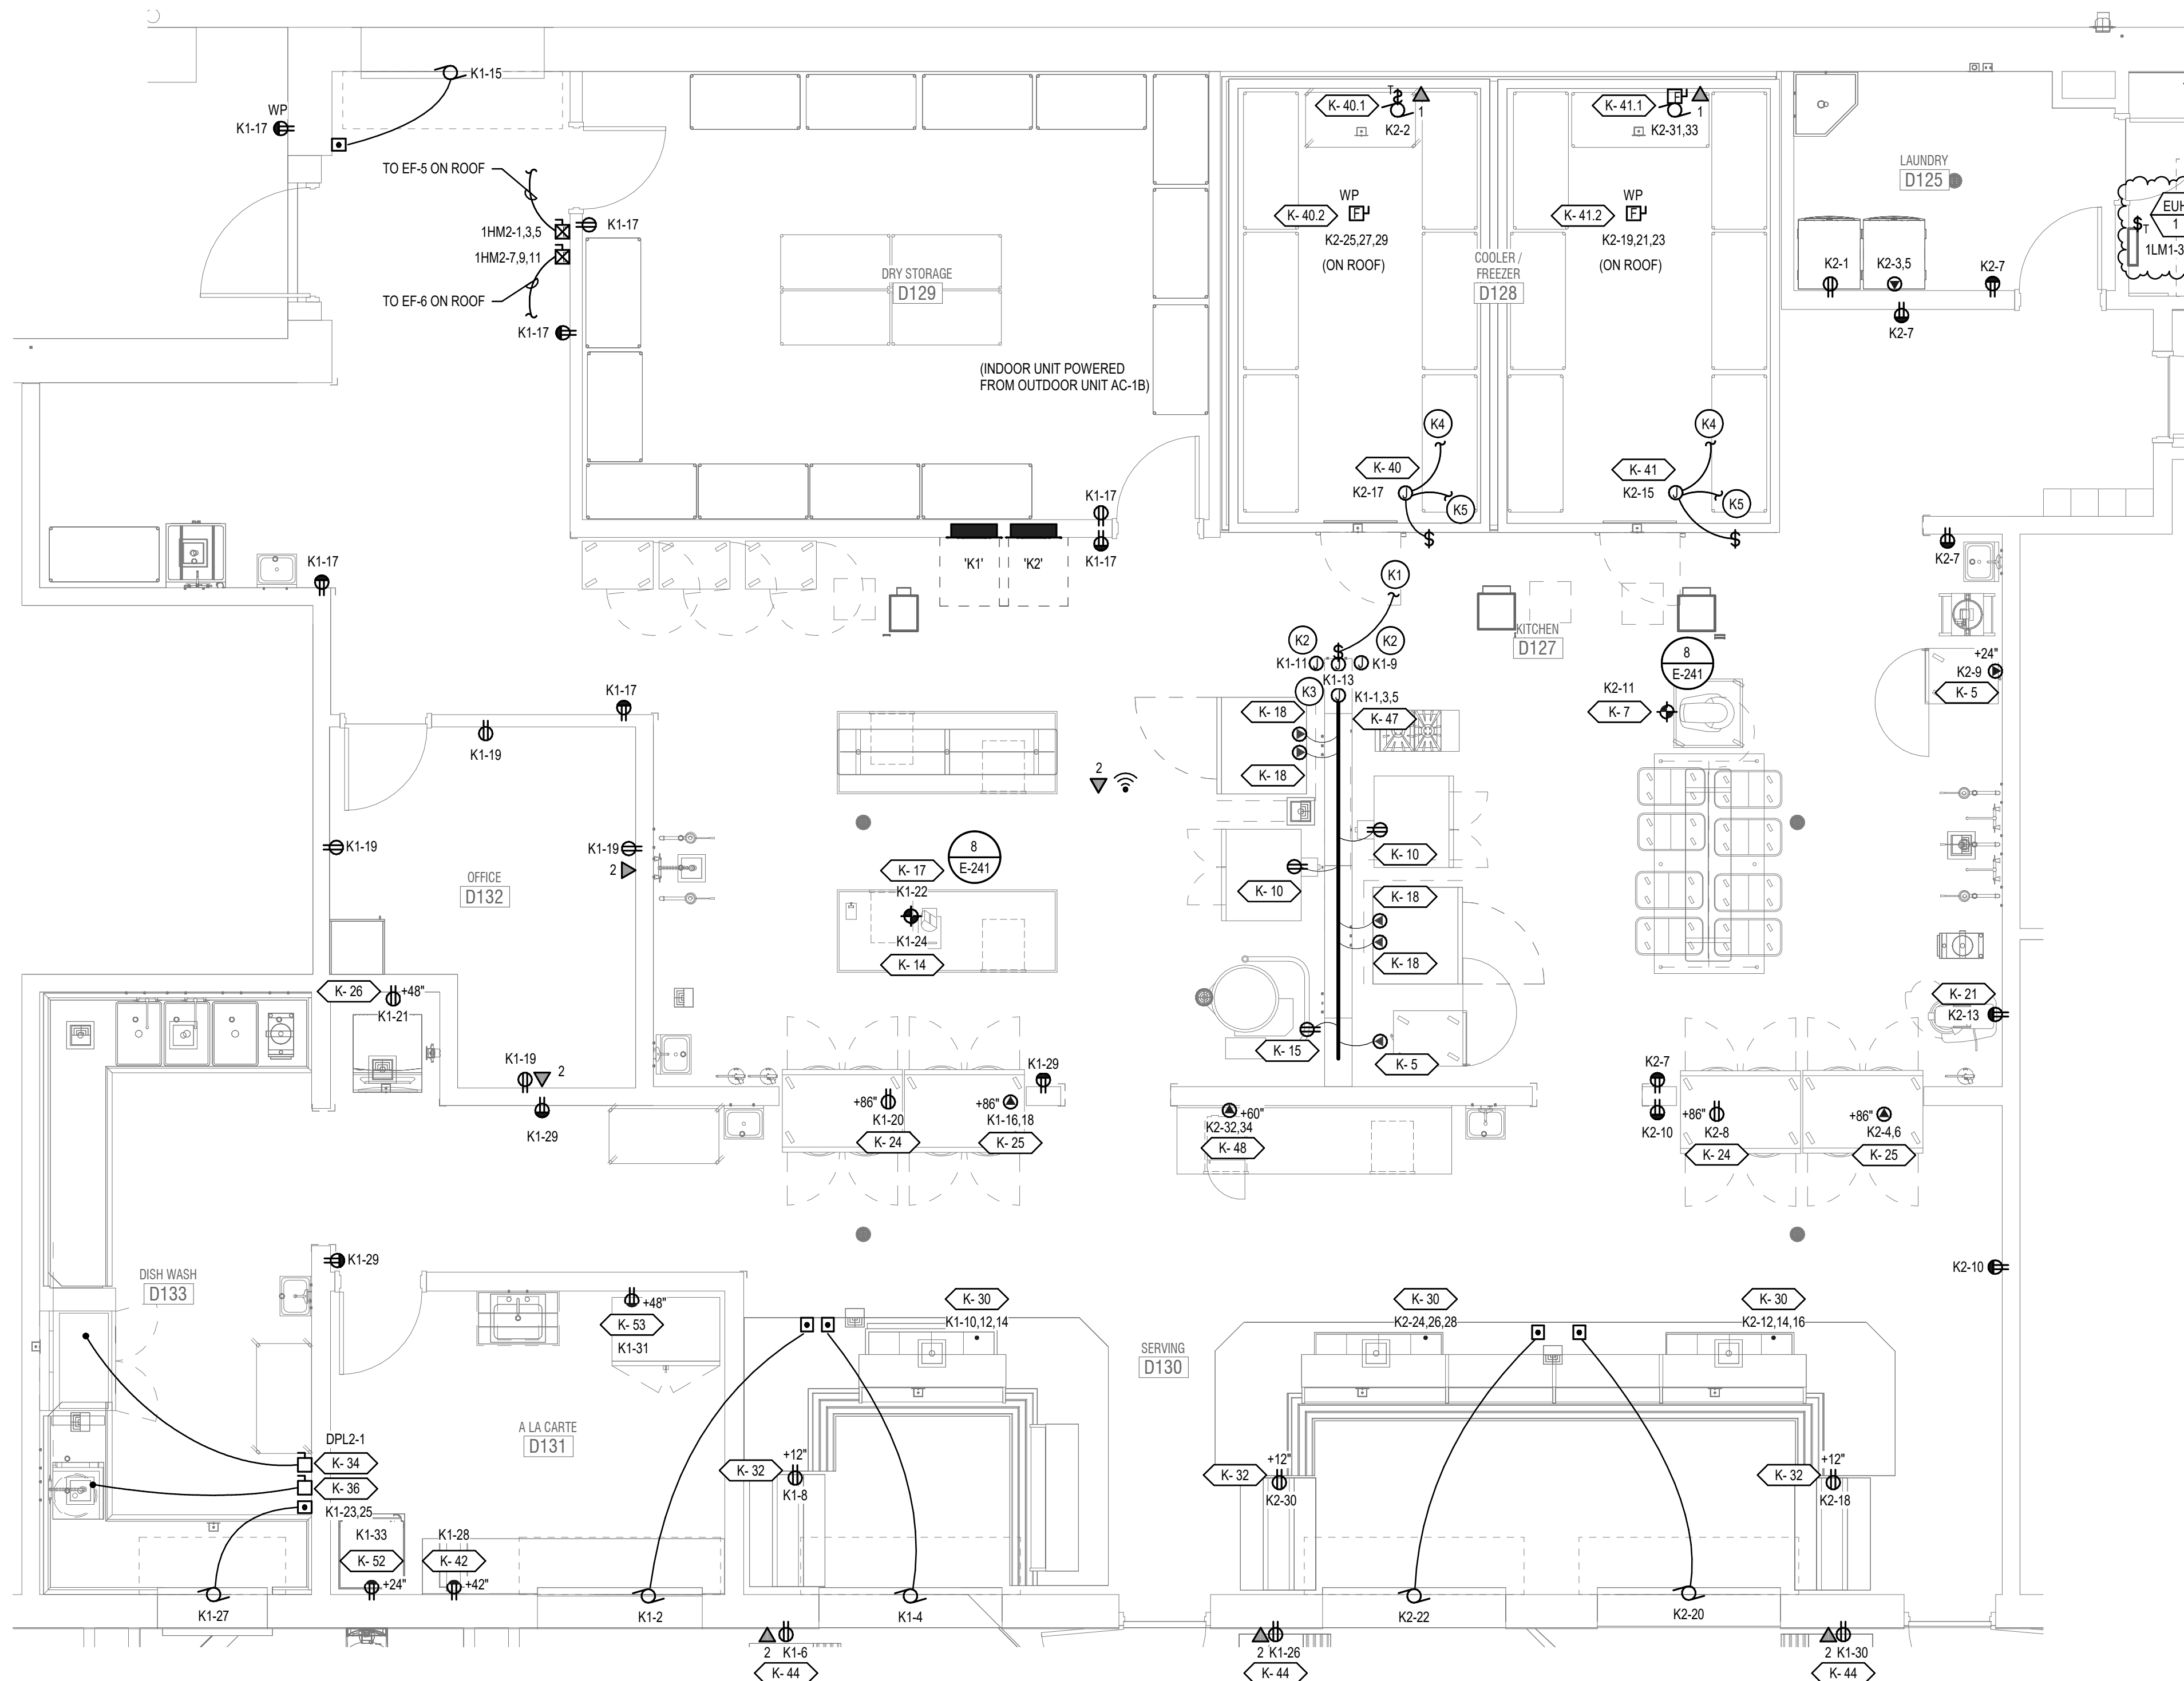 K1-15
WP
K1-17
TO EF-5 ON ROOF
1HM2-1,3,5
K1-17
1HM2-7,9,11
TO EF-6 ON ROOF
K1-17
DRY STORAGE
D129
(INDOOR UNIT POWERED
FROM OUTDOOR UNIT AC-1B)
K- 40.1
T
$
1
K2-2
K- 41.1
F
1
K2-31,33
WP
K- 40.2
F
K2-25,27,29
(ON ROOF)
WP
K- 41.2
F
K2-19,21,23
(ON ROOF)
COOLER /
FREEZER
D128
LAUNDRY
D125
K2-1
K2-3,5
K2-7
K2-7
EUH
1
$
T
1LM1-3
K4
K- 40
K2-17
J
K5
$
K4
K- 41
K2-15
J
K5
$
K1-17
K1-17
'K1'
'K2'
K1-17
K2-7
K1
K2
K2
$
K1-11
J
J
J
K1-9
K1-13
K3
J
K1-1,3,5
K- 18
K- 47
K- 18
KITCHEN
D127
8
E-241
K2-11
K- 7
+24"
K2-9
K- 5
K1-17
K1-19
K1-19
K1-19
2
OFFICE
D132
2
8
E-241
K- 17
K1-22
K1-24
K- 14
K- 10
K- 10
K- 18
K- 18
K- 15
K- 5
K- 21
K2-13
K- 26
+48"
K1-21
K1-19
2
K1-29
K1-29
+86"
K1-20
K- 24
+86"
K1-16,18
K- 25
+60"
K2-32,34
K- 48
K2-7
K2-10
+86"
K2-8
K- 24
+86"
K2-4,6
K- 25
K1-29
K2-10
DISH WASH
D133
+48"
K- 53
K1-31
K- 30
K1-10,12,14
SERVING
D130
K- 30
K2-24,26,28
K- 30
K2-12,14,16
A LA CARTE
D131
DPL2-1
K- 34
K- 36
K1-23,25
K1-33
K- 52
+24"
K1-28
K- 42
+42"
+12"
K- 32
K1-8
+12"
K- 32
K2-30
+12"
K- 32
K2-18
K1-27
K1-2
K1-4
K2-22
K2-20
2
K1-6
K- 44
2
K1-26
K- 44
2
K1-30
K- 44